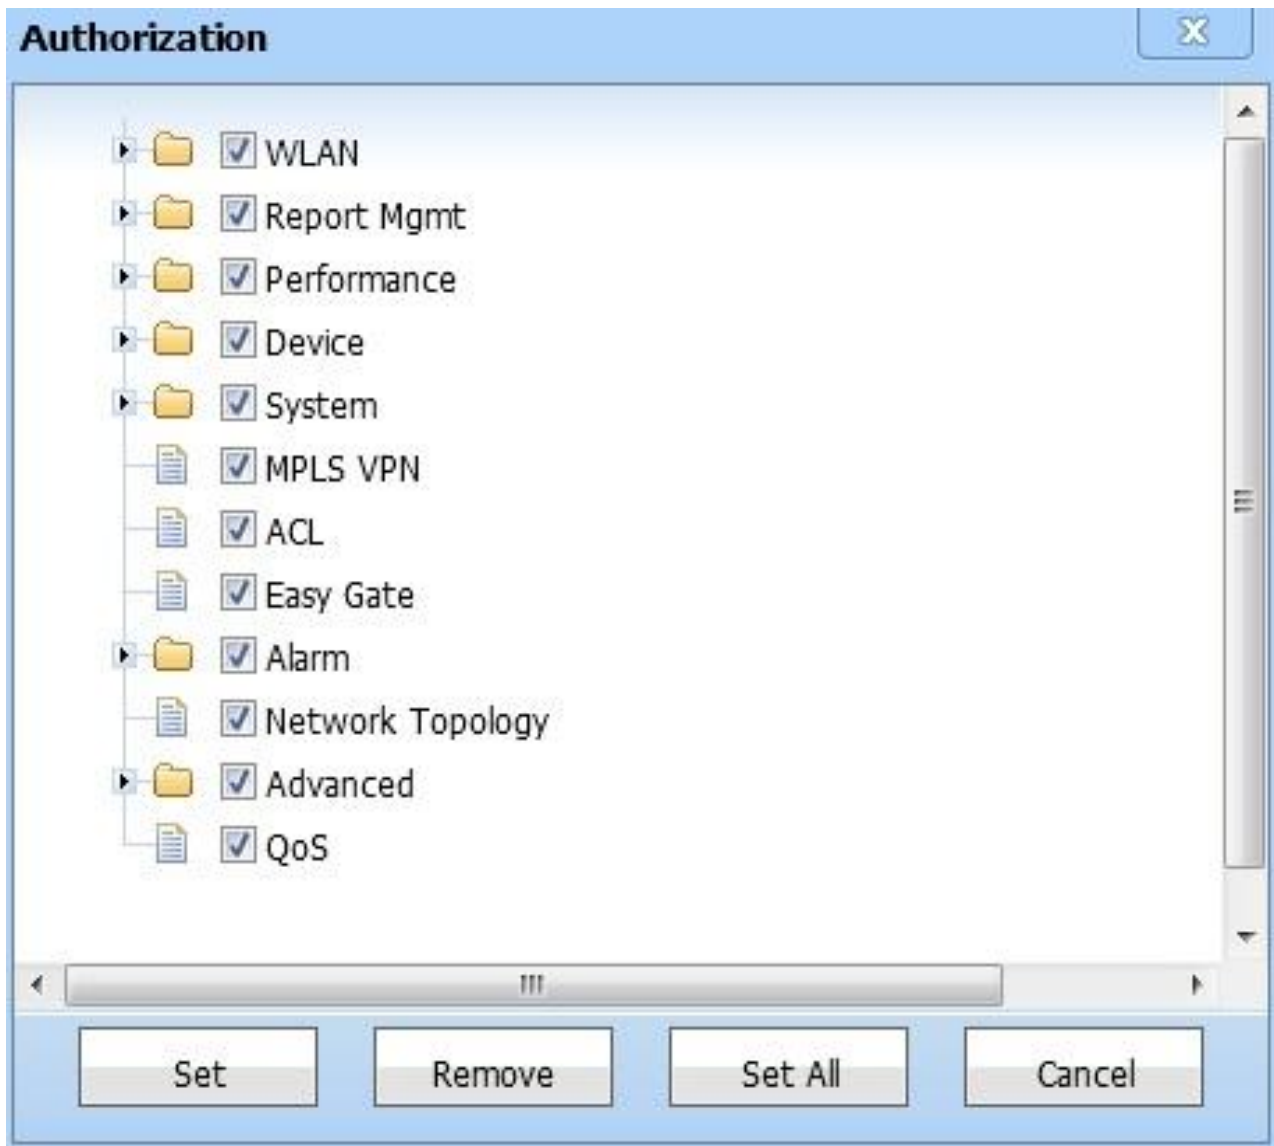 Authorization
WLAN
Report Mgmt
Performance
Device
System
MPLS VPN
ACL
Easy Gate
Alarm
Network Topology
Advanced
QoS
Set Remove Set All Cancel